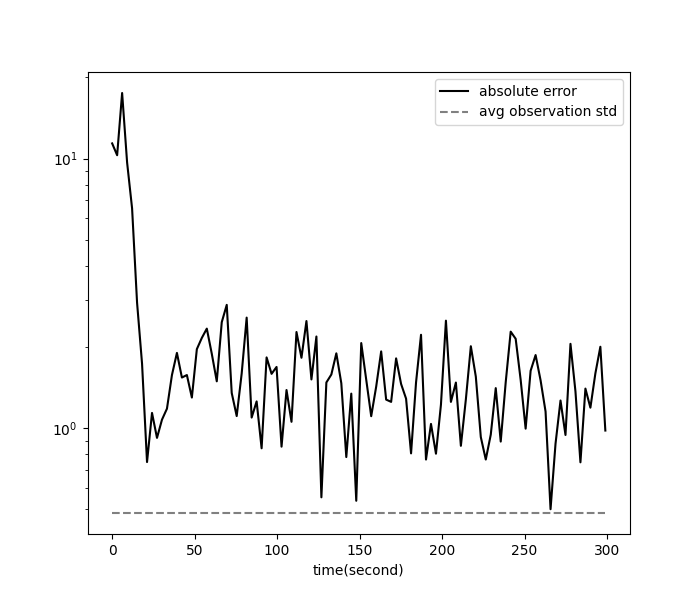 absolute error
avg observation std
10¹
10⁰
0 50 100 150 200 250 300
time(second)